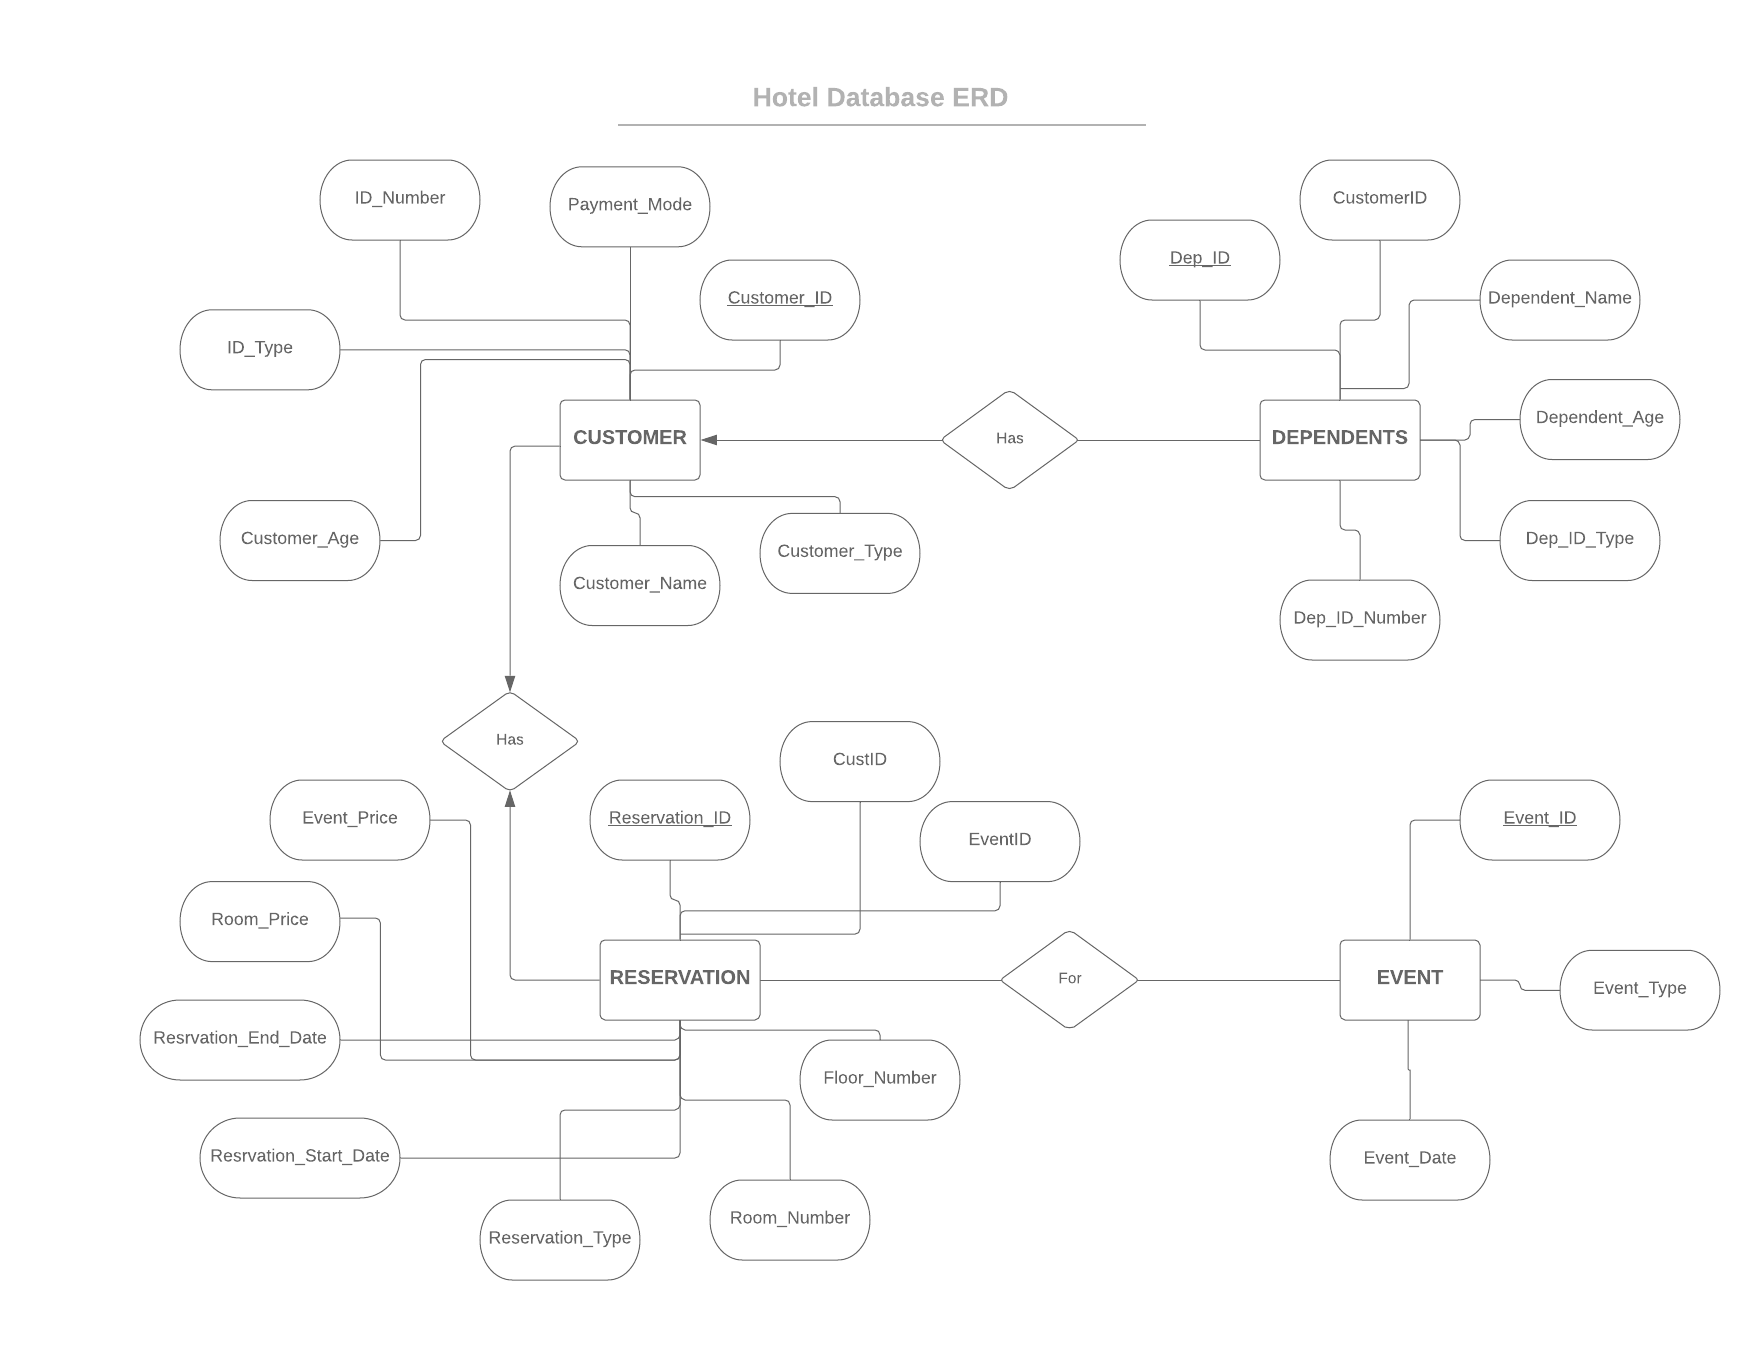 Hotel Database ERD
ID_Number
Payment_Mode
CustomerID
Dep_ID
Customer_ID
Dependent_Name
ID_Type
CUSTOMER
Has
DEPENDENTS
Dependent_Age
Customer_Age
Customer_Name
Customer_Type
Dep_ID_Type
Dep_ID_Number
Has
CustID
Event_Price
Reservation_ID
EventID
Event_ID
Room_Price
RESERVATION
For
EVENT
Event_Type
Resrvation_End_Date
Floor_Number
Resrvation_Start_Date
Event_Date
Reservation_Type
Room_Number